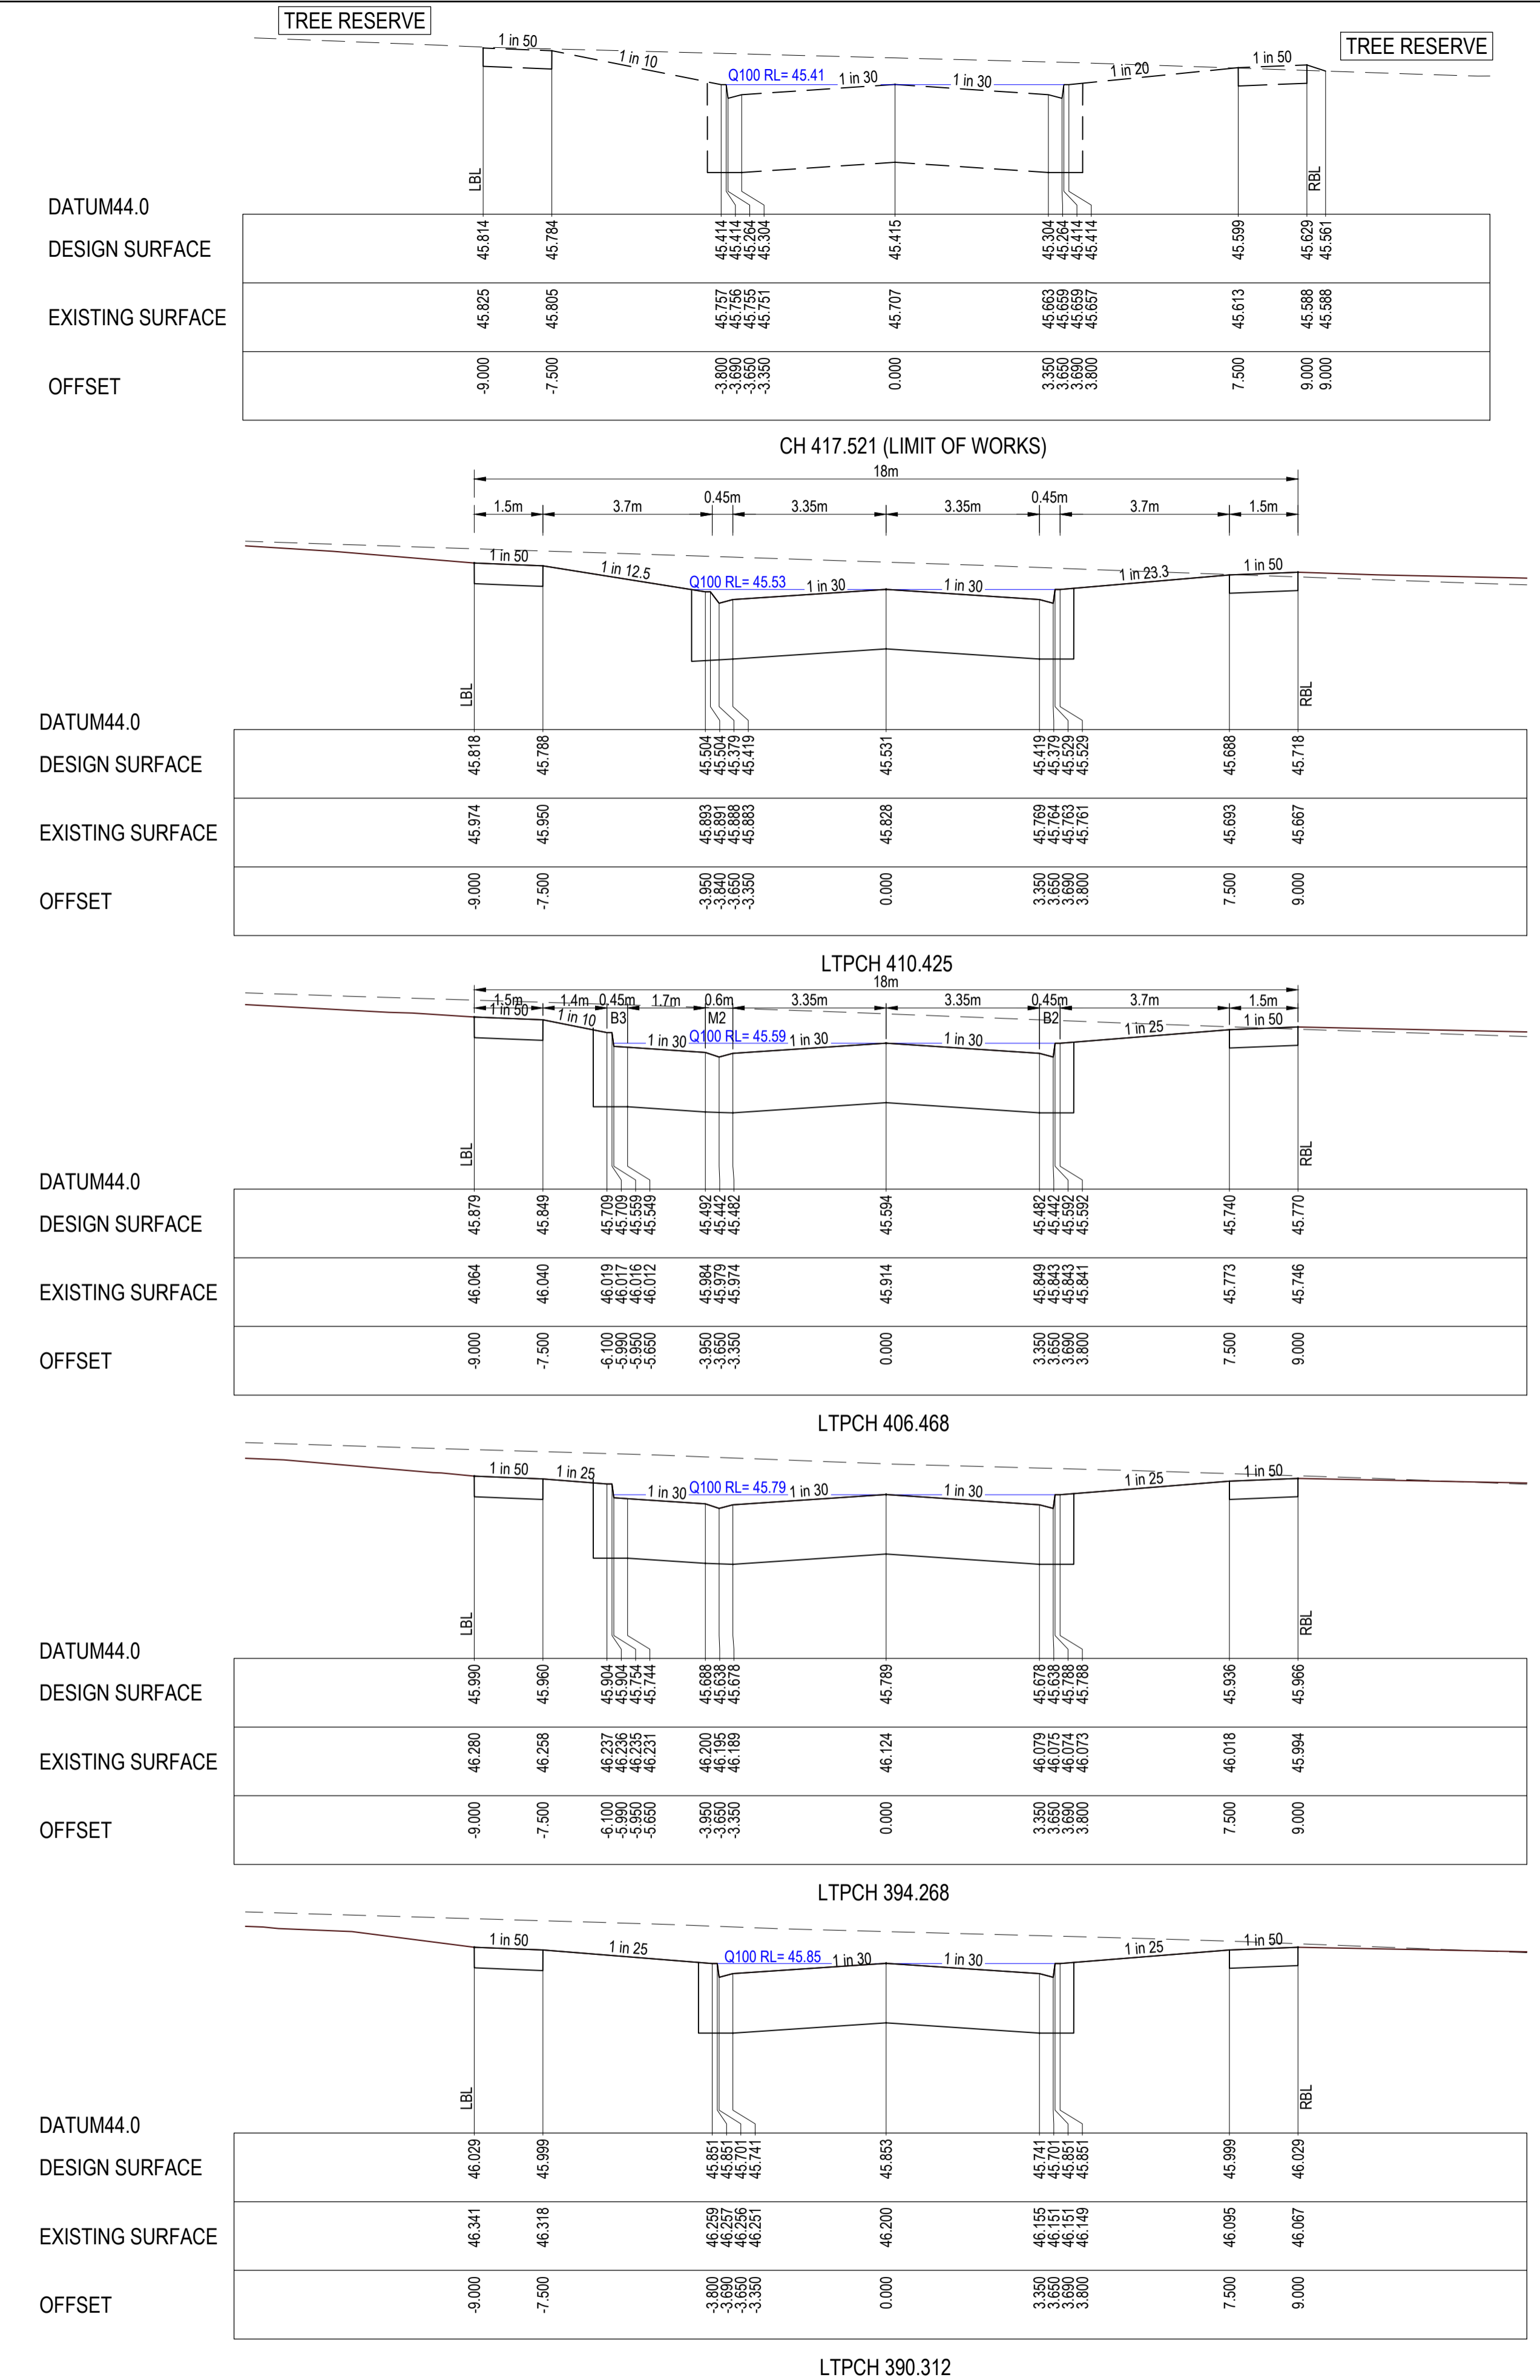 TREE RESERVE
TREE RESERVE
1 in 50
1 in 10
Q100 RL= 45.41
1 in 30
1 in 30
1 in 20
1 in 50
LBL
RBL
DATUM44.0
DESIGN SURFACE 45.814 45.784 45.414 45.414 45.264 45.304 45.415 45.304 45.264 45.414 45.414 45.599 45.629 45.561
EXISTING SURFACE 45.825 45.805 45.757 45.756 45.755 45.751 45.707 45.663 45.659 45.659 45.657 45.613 45.588 45.588
OFFSET -9.000 -7.500 -3.800 -3.690 -3.650 -3.350 0.000 3.350 3.650 3.690 3.800 7.500 9.000 9.000
CH 417.521 (LIMIT OF WORKS)
18m
1.5m 3.7m 0.45m 3.35m 3.35m 0.45m 3.7m 1.5m
1 in 50
1 in 12.5
Q100 RL= 45.53
1 in 30
1 in 30
1 in 23.3
1 in 50
LBL
RBL
DATUM44.0
DESIGN SURFACE 45.818 45.788 45.504 45.504 45.379 45.419 45.531 45.419 45.379 45.529 45.529 45.688 45.718
EXISTING SURFACE 45.974 45.950 45.893 45.891 45.888 45.883 45.828 45.769 45.764 45.763 45.761 45.693 45.667
OFFSET -9.000 -7.500 -3.950 -3.840 -3.650 -3.350 0.000 3.350 3.650 3.690 3.800 7.500 9.000
LTPCH 410.425
18m
1.5m 1.4m 0.45m 1.7m 0.6m 3.35m 3.35m 0.45m 3.7m 1.5m
1 in 50
1 in 10
B3
M2
B2
1 in 30
Q100 RL= 45.59
1 in 30
1 in 30
1 in 25
1 in 50
LBL
RBL
DATUM44.0
DESIGN SURFACE 45.879 45.849 45.709 45.709 45.559 45.549 45.492 45.442 45.482 45.594 45.482 45.442 45.592 45.592 45.740 45.770
EXISTING SURFACE 46.064 46.040 46.019 46.017 46.016 46.012 45.984 45.979 45.974 45.914 45.849 45.843 45.843 45.841 45.773 45.746
OFFSET -9.000 -7.500 -6.100 -5.990 -5.950 -5.650 -3.950 -3.650 -3.350 0.000 3.350 3.650 3.690 3.800 7.500 9.000
LTPCH 406.468
1 in 50
1 in 25
1 in 30
Q100 RL= 45.79
1 in 30
1 in 30
1 in 25
1 in 50
LBL
RBL
DATUM44.0
DESIGN SURFACE 45.990 45.960 45.904 45.904 45.754 45.744 45.688 45.638 45.678 45.789 45.678 45.638 45.788 45.788 45.936 45.966
EXISTING SURFACE 46.280 46.258 46.237 46.236 46.235 46.231 46.200 46.195 46.189 46.124 46.079 46.075 46.074 46.073 46.018 45.994
OFFSET -9.000 -7.500 -6.100 -5.990 -5.950 -5.650 -3.950 -3.650 -3.350 0.000 3.350 3.650 3.690 3.800 7.500 9.000
LTPCH 394.268
1 in 50
1 in 25
Q100 RL= 45.85
1 in 30
1 in 30
1 in 25
1 in 50
LBL
RBL
DATUM44.0
DESIGN SURFACE 46.029 45.999 45.851 45.851 45.701 45.741 45.853 45.741 45.701 45.851 45.851 45.999 46.029
EXISTING SURFACE 46.341 46.318 46.259 46.257 46.256 46.251 46.200 46.155 46.151 46.151 46.149 46.095 46.067
OFFSET -9.000 -7.500 -3.800 -3.690 -3.650 -3.350 0.000 3.350 3.650 3.690 3.800 7.500 9.000
LTPCH 390.312